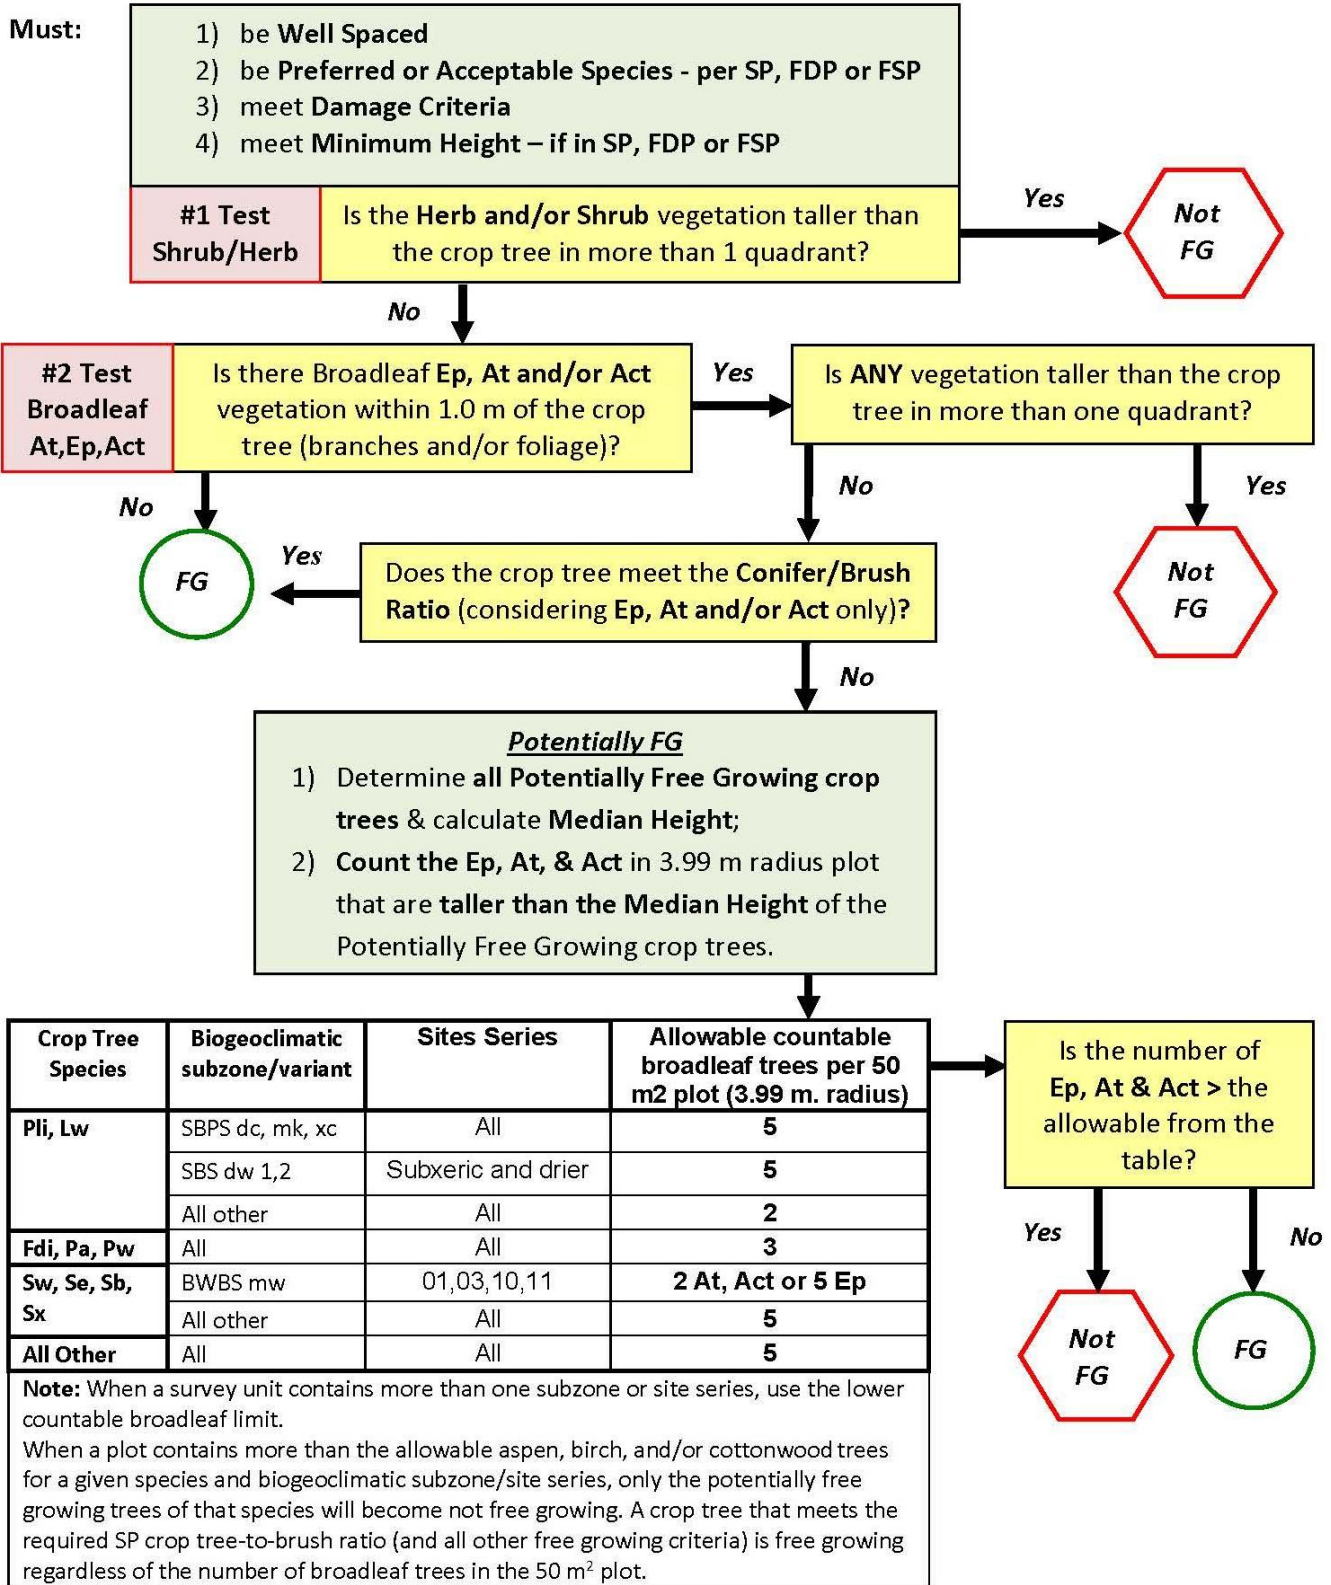 Must:
1) be Well Spaced
2) be Preferred or Acceptable Species - per SP, FDP or FSP
3) meet Damage Criteria
4) meet Minimum Height – if in SP, FDP or FSP
#1 Test
Shrub/Herb
Is the Herb and/or Shrub vegetation taller than
the crop tree in more than 1 quadrant?
Yes
Not
FG
No
#2 Test
Broadleaf
At,Ep,Act
Is there Broadleaf Ep, At and/or Act
vegetation within 1.0 m of the crop
tree (branches and/or foliage)?
Yes
Is ANY vegetation taller than the crop
tree in more than one quadrant?
No
No
Yes
FG
Yes
Does the crop tree meet the Conifer/Brush
Ratio (considering Ep, At and/or Act only)?
Not
FG
No
Potentially FG
1) Determine all Potentially Free Growing crop
trees & calculate Median Height;
2) Count the Ep, At, & Act in 3.99 m radius plot
that are taller than the Median Height of the
Potentially Free Growing crop trees.
Crop Tree
Species
Biogeoclimatic
subzone/variant
Sites Series
Allowable countable
broadleaf trees per 50
m2 plot (3.99 m. radius)
Pli, Lw
SBPS dc, mk, xc
All
5
SBS dw 1,2
Subxeric and drier
5
All other
All
2
Fdi, Pa, Pw
All
All
3
Sw, Se, Sb,
Sx
BWBS mw
01,03,10,11
2 At, Act or 5 Ep
All other
All
5
All Other
All
All
5
Is the number of
Ep, At & Act > the
allowable from the
table?
Yes
No
Not
FG
FG
Note: When a survey unit contains more than one subzone or site series, use the lower
countable broadleaf limit.
When a plot contains more than the allowable aspen, birch, and/or cottonwood trees
for a given species and biogeoclimatic subzone/site series, only the potentially free
growing trees of that species will become not free growing. A crop tree that meets the
required SP crop tree-to-brush ratio (and all other free growing criteria) is free growing
regardless of the number of broadleaf trees in the 50 m² plot.